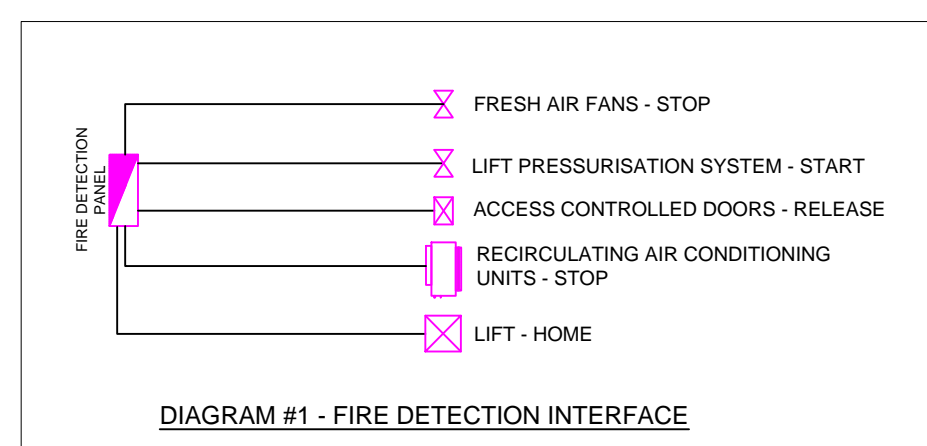 FIRE DETECTION
PANEL
FRESH AIR FANS - STOP
LIFT PRESSURISATION SYSTEM - START
ACCESS CONTROLLED DOORS - RELEASE
RECIRCULATING AIR CONDITIONING
UNITS - STOP
LIFT - HOME
DIAGRAM #1 - FIRE DETECTION INTERFACE